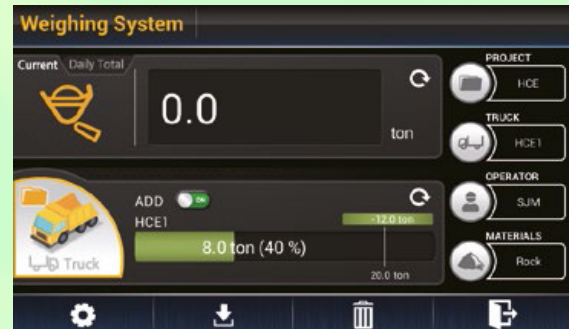 Weighing System
Current Daily Total
0.0
ton
ADD ON
HCE1
-12.0 ton
8.0 ton (40 %)
20.0 ton
Truck
PROJECT
HCE
TRUCK
HCE1
OPERATOR
SJM
MATERIALS
Rock